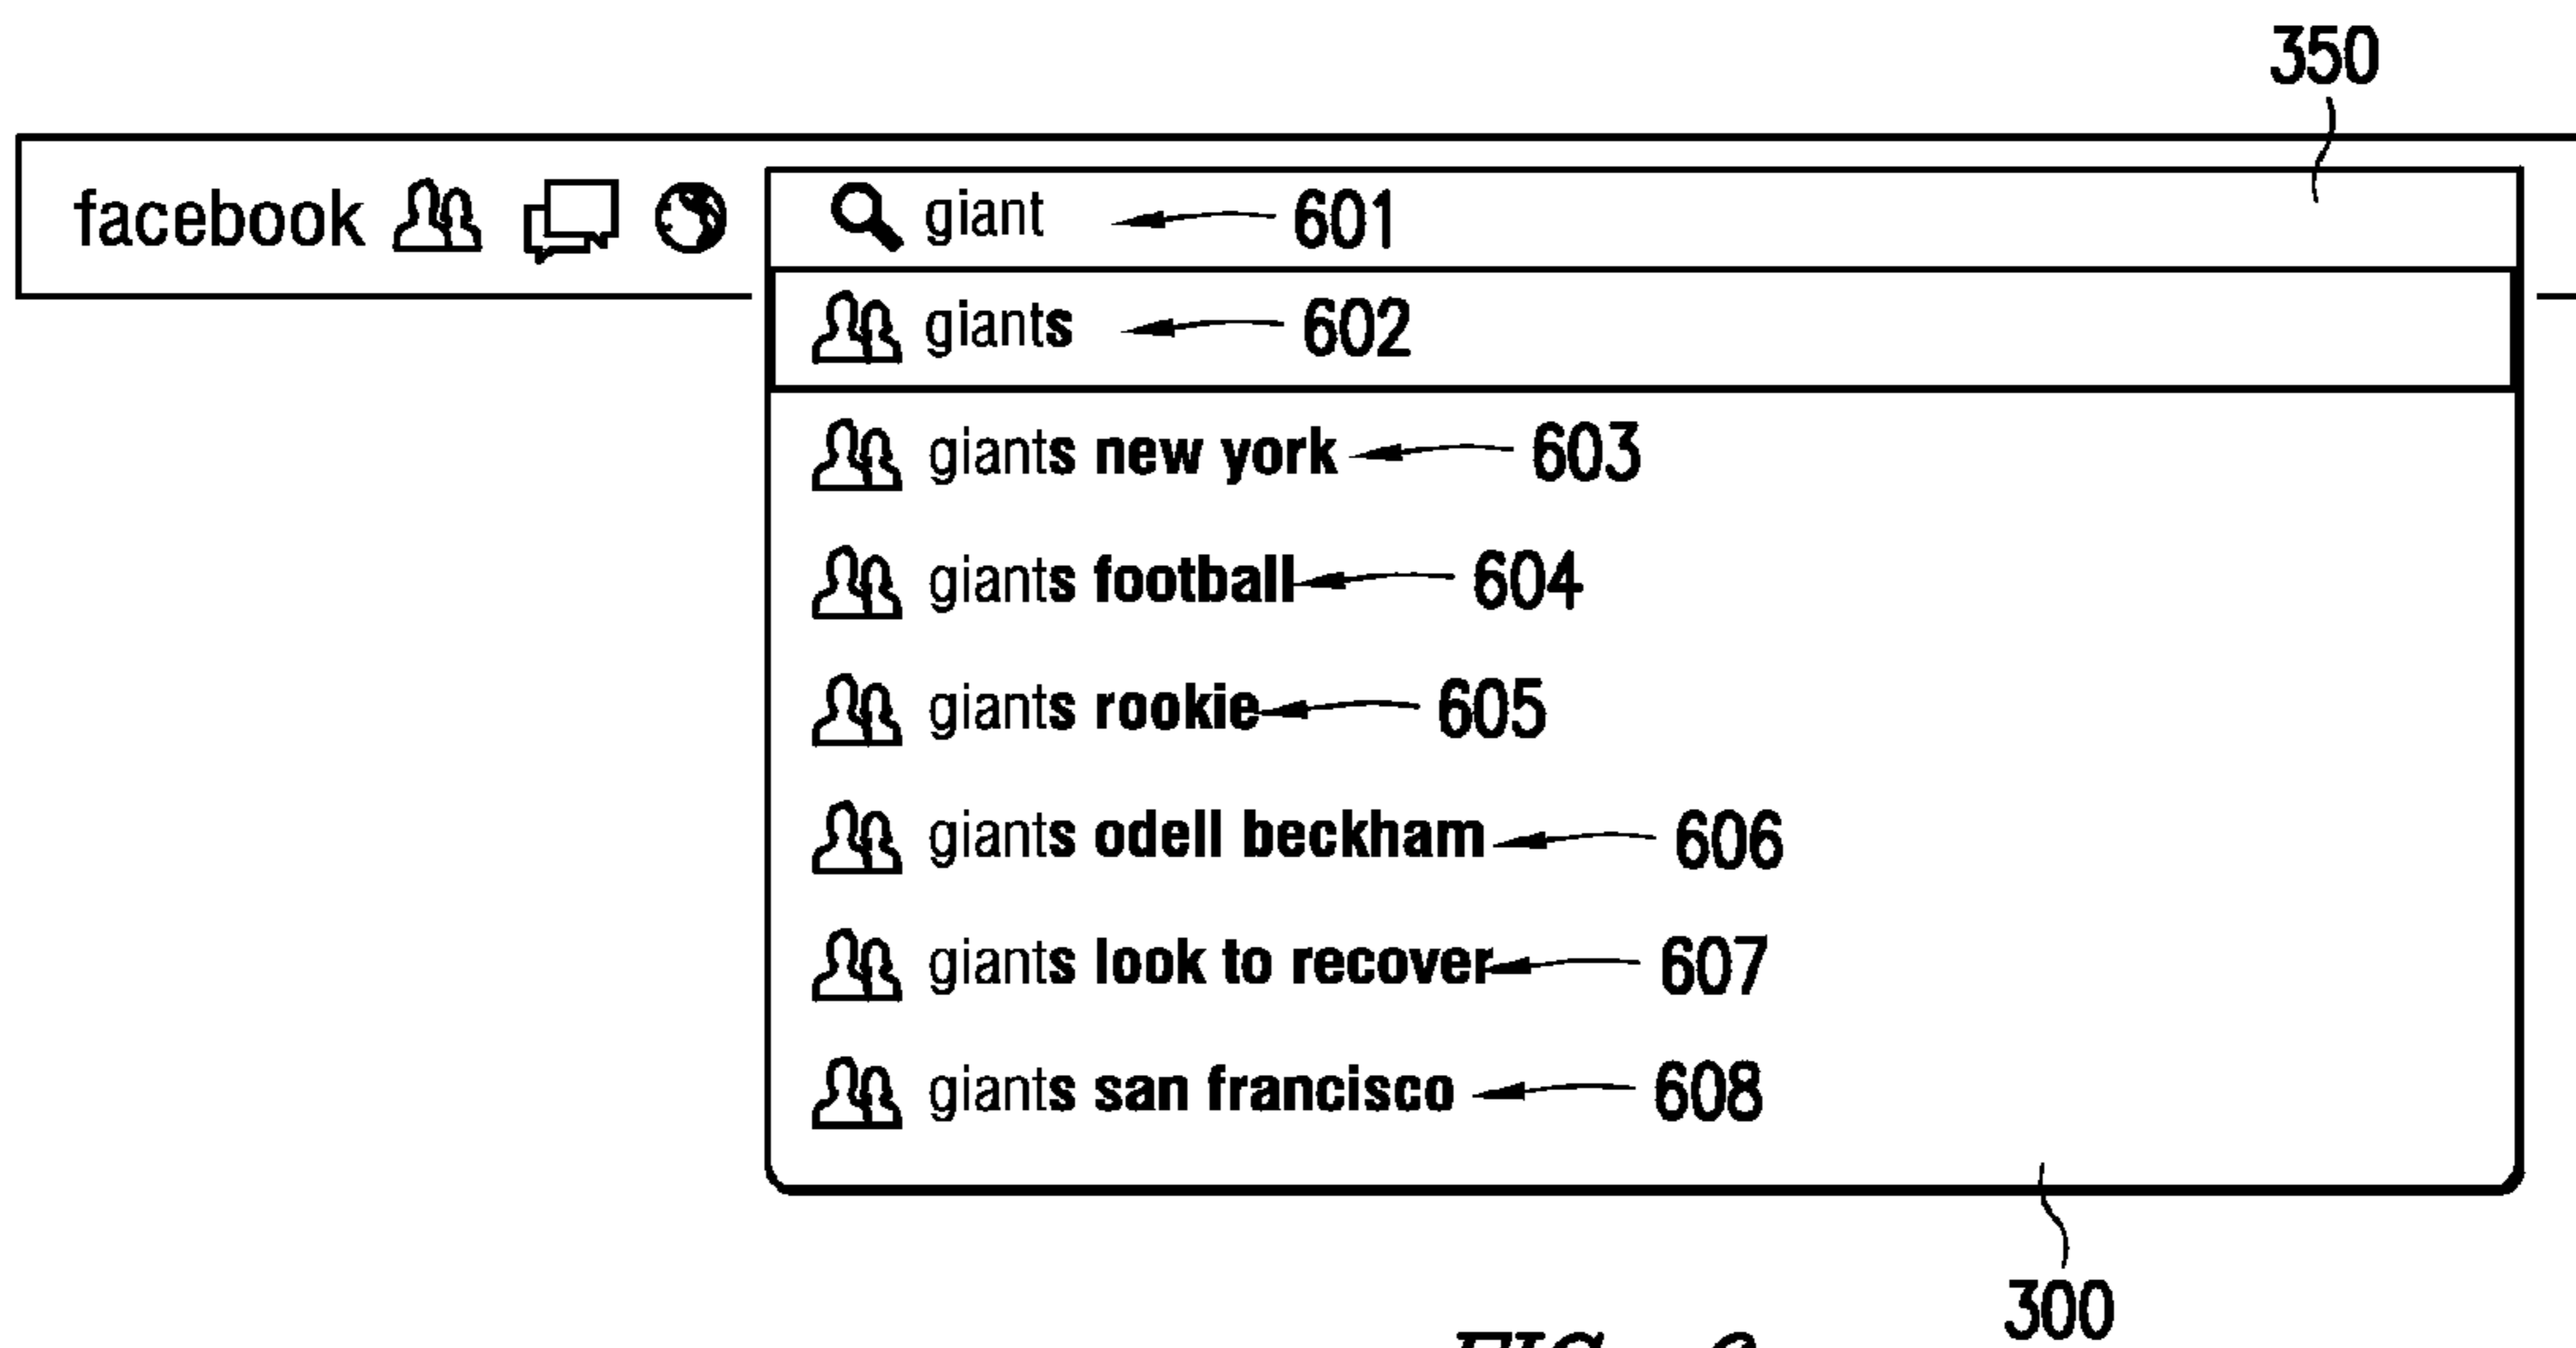 350
facebook giant 601
giants 602
giants new york 603
giants football 604
giants rookie 605
giants odell beckham 606
giants look to recover 607
giants san francisco 608
300